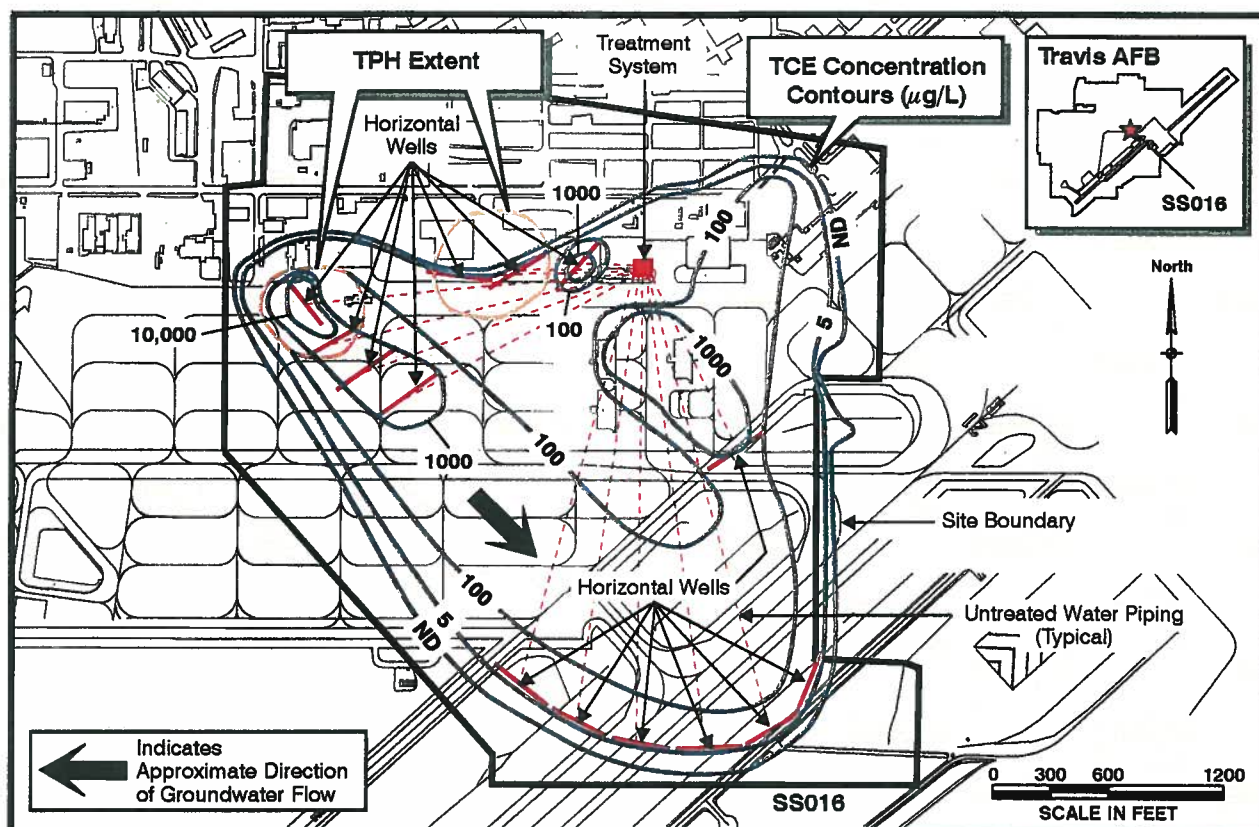 TPH Extent
Treatment
System
TCE Concentration
Contours (µg/L)
Travis AFB
SS016
Horizontal
Wells
1000
100
ND
North
10,000
100
1000
5
1000
100
Site Boundary
100
Horizontal Wells
Untreated Water Piping
(Typical)
5
ND
Indicates
Approximate Direction
of Groundwater Flow
SS016
0 300 600 1200
SCALE IN FEET